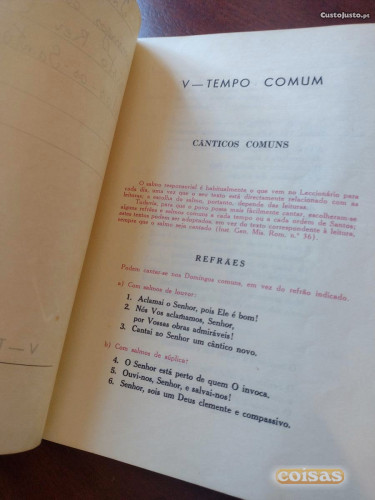 CustoJusto.pt
V — TEMPO COMUM
CÂNTICOS COMUNS
O salmo responsorial é habitualmente o que vem no Leccionário para
cada dia, uma vez que o seu texto está directamente relacionado com as
leituras; a escolha do salmo, portanto, depende das leituras.
Todavia, para que o povo possa mais fàcilmente cantar, escolheram-se
alguns refrães e salmos comuns a cada tempo ou a cada ordem de Santos;
estes textos podem ser adaptados, em vez do texto correspondente à leitura,
sempre que o salmo seja cantado (Inst. Gen. Mis. Rom. n.º 36).
REFRÃES
Podem cantar-se nos Domingos comuns, em vez do refrão indicado.
a) Com salmos de louvor:
1. Aclamai o Senhor, pois Ele é bom!
2. Nós Vos aclamamos, Senhor,
por Vossas obras admiráveis!
3. Cantai ao Senhor um cântico novo.
b) Com salmos de súplica:
4. O Senhor está perto de quem O invoca.
5. Ouvi-nos, Senhor, e salvai-nos!
6. Senhor, sois um Deus clemente e compassivo.
V — T
coisas